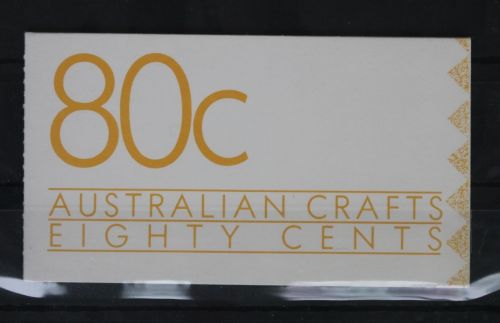 80c
AUSTRALIAN CRAFTS
EIGHTY CENTS